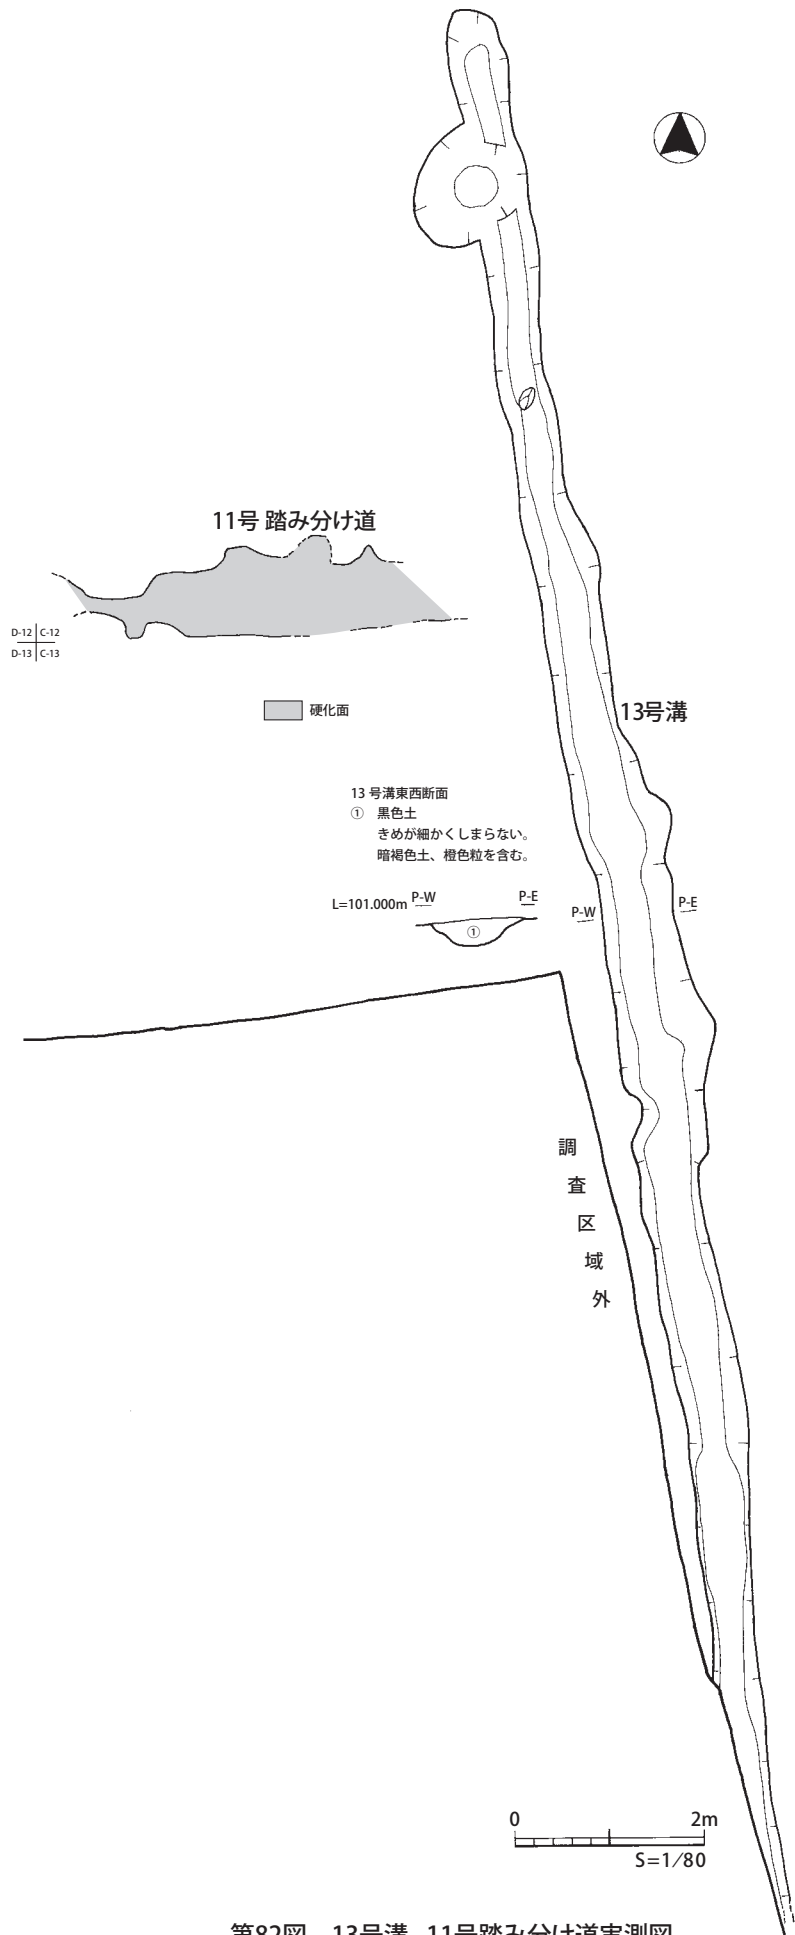 11号 踏み分け道
D-12 C-12
D-13 C-13
硬化面
13号溝
13 号溝東西断面
① 黒色土
きめが細かくしまらない。
暗褐色土、橙色粒を含む。
L=101.000m P-W P-E
①
P-W P-E
調
査
区
域
外
0 2m
S=1/80
第82図 13号溝、11号踏み分け道実測図